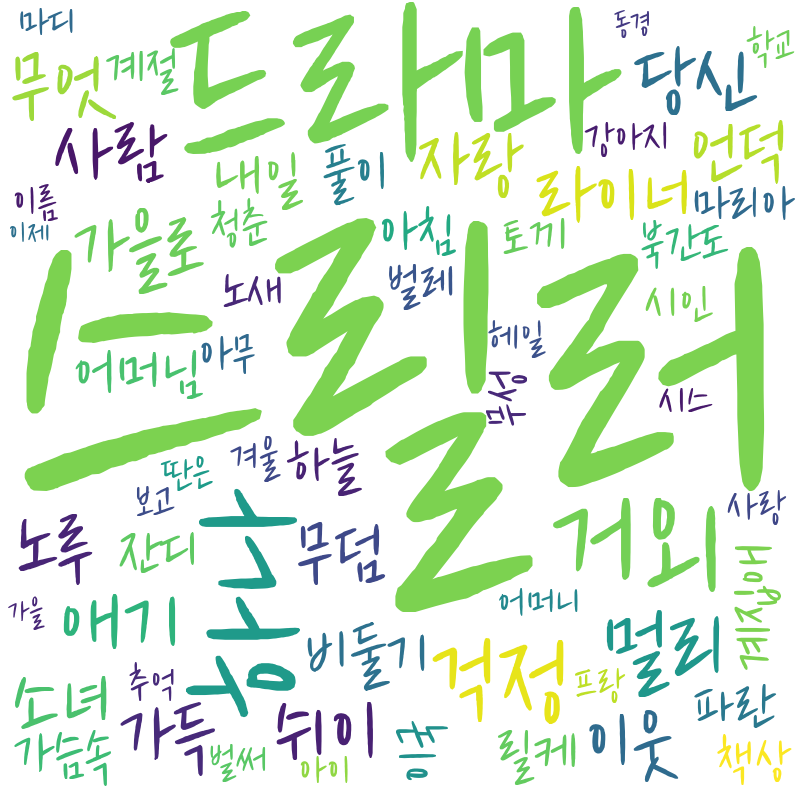 마디
동경
무엇
계절
드라마
당신
학교
사람
강아지
언덕
자랑
내일
풀이
라이너
마리아
이름
이제
가을로
청춘
아침
토끼
북간도
노새
벌레
스릴러
시인
헤일
어머님
아무
무성
시스
로
겨울
하늘
딴은
보고
사랑
노루
잔디
하나
무덤
거외
계집애
가을
애기
어머니
비둘기
멀리
소녀
추억
걱정
프랑
파란
가슴속
가득
벌써
쉬이
아이
릴케
이웃
책상